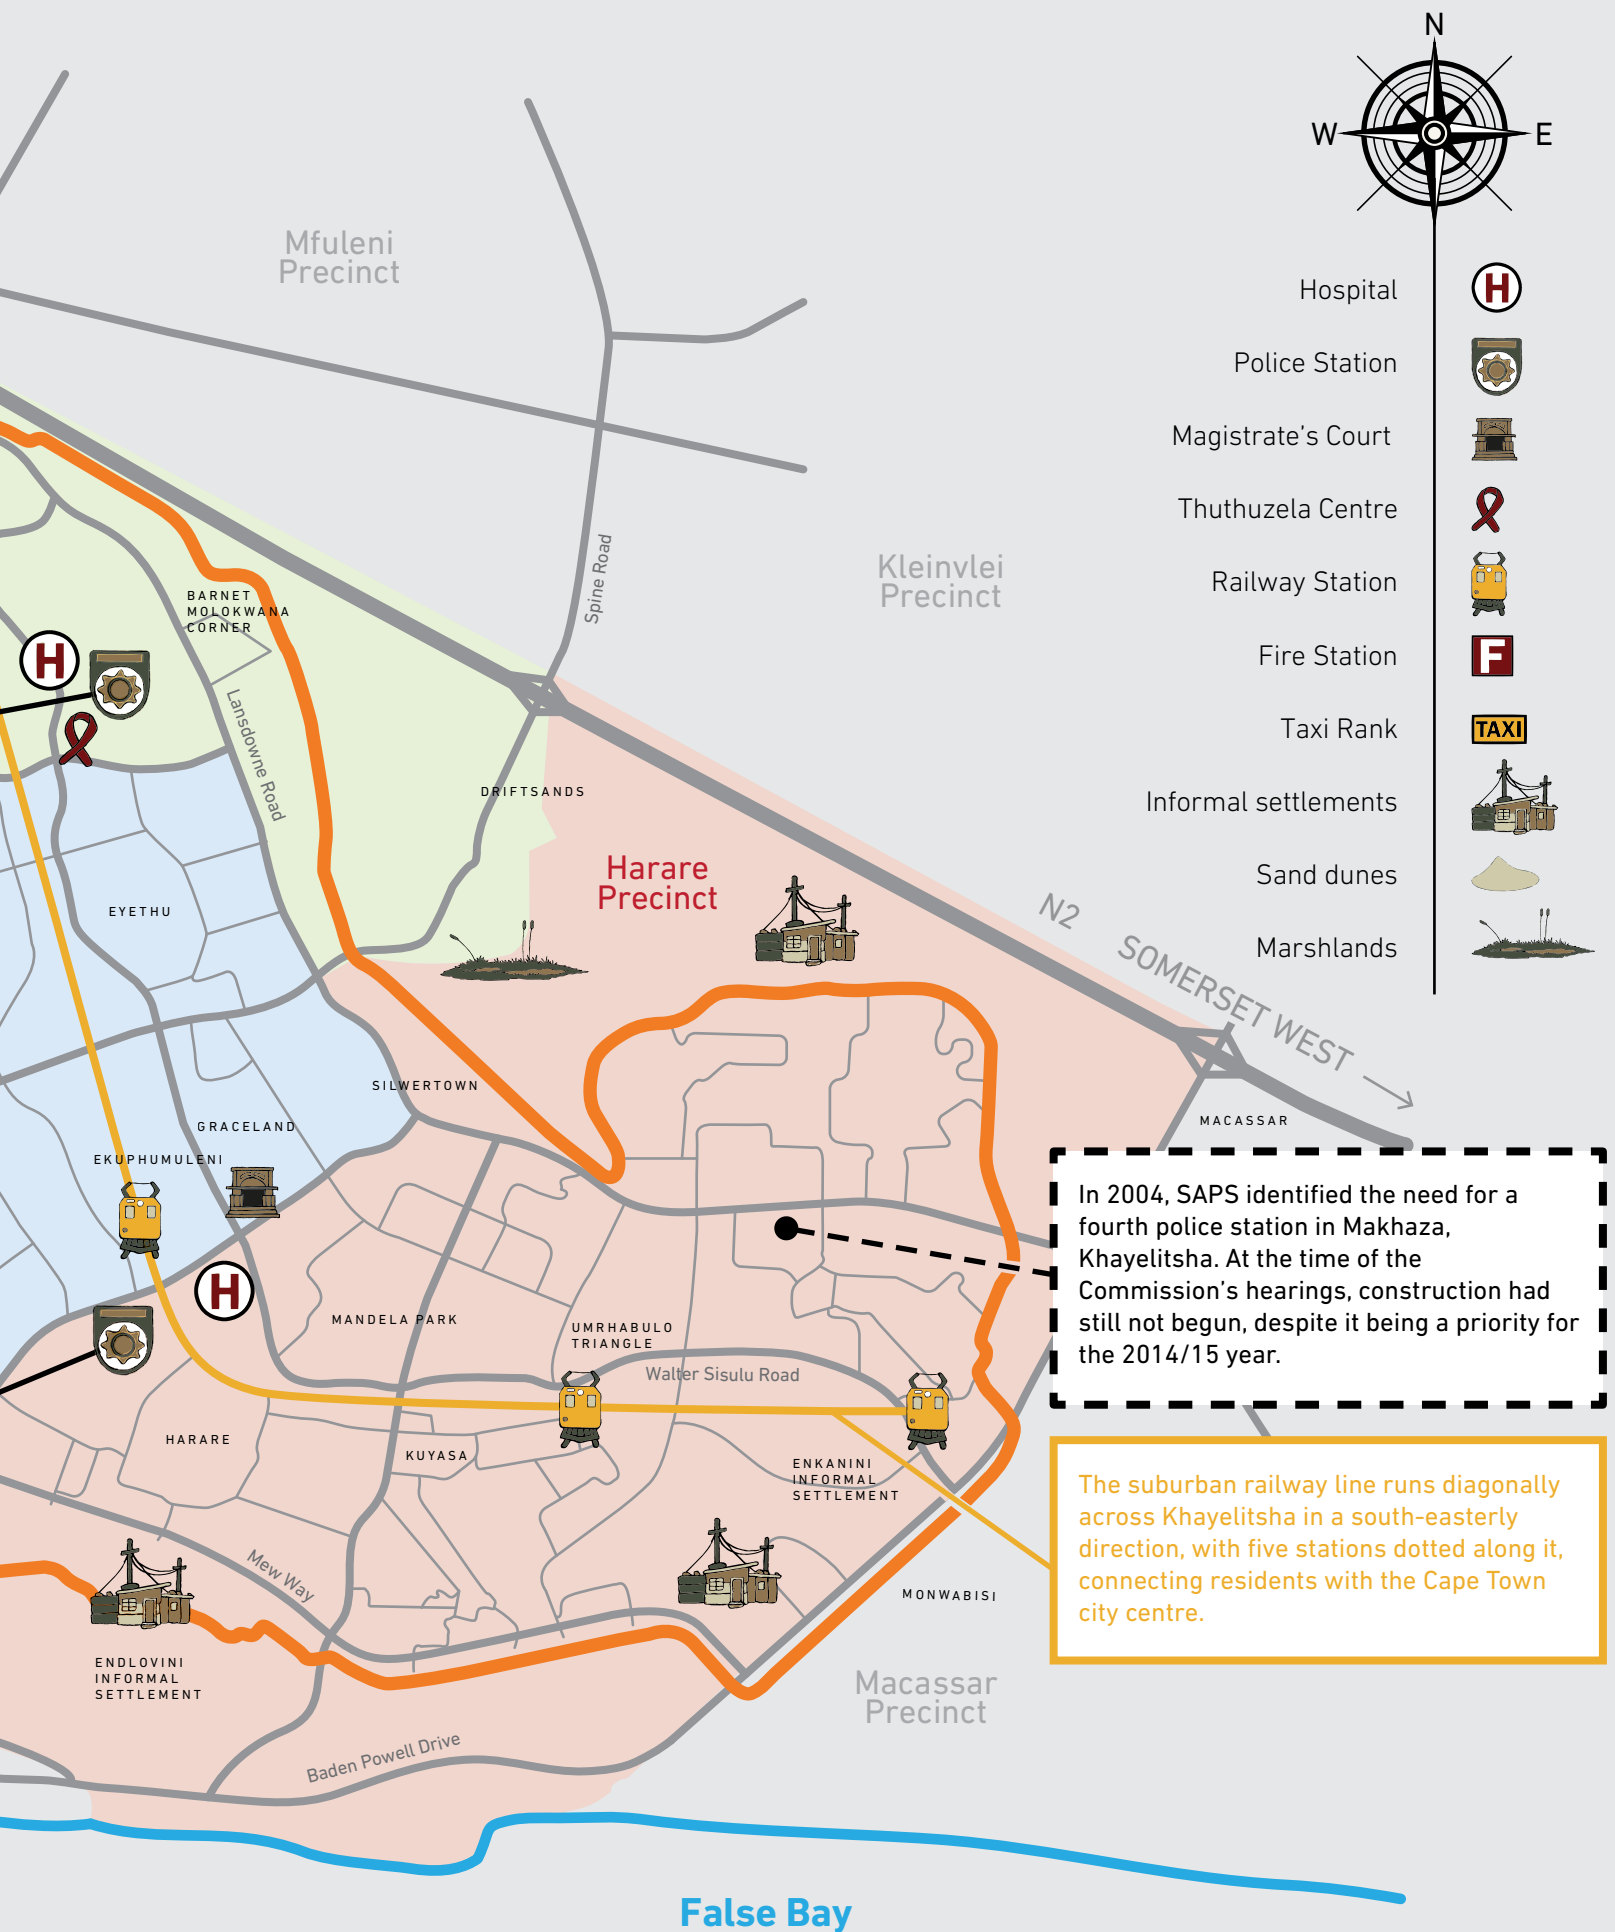 N
W
E
Mfuleni
Precinct
Hospital
H
Police Station
Magistrate's Court
Thuthuzela Centre
Railway Station
Fire Station
F
Taxi Rank
TAXI
Informal settlements
Sand dunes
Marshlands
Spine Road
Kleinvlei
Precinct
BARNET
MOLOKWANA
CORNER
H
Lansdowne Road
DRIFTSANDS
Harare
Precinct
EYETHU
N2
SOMERSET WEST
SILWERTOWN
GRACELAND
EKUPHUMULENI
MACASSAR
In 2004, SAPS identified the need for a
fourth police station in Makhaza,
Khayelitsha. At the time of the
Commission's hearings, construction had
still not begun, despite it being a priority for
the 2014/15 year.
H
MANDELA PARK
UMRHABULO
TRIANGLE
Walter Sisulu Road
HARARE
KUYASA
ENKANINI
INFORMAL
SETTLEMENT
The suburban railway line runs diagonally
across Khayelitsha in a south-easterly
direction, with five stations dotted along it,
connecting residents with the Cape Town
city centre.
Mew Way
MONWABISI
ENDLOVINI
INFORMAL
SETTLEMENT
Macassar
Precinct
Baden Powell Drive
False Bay